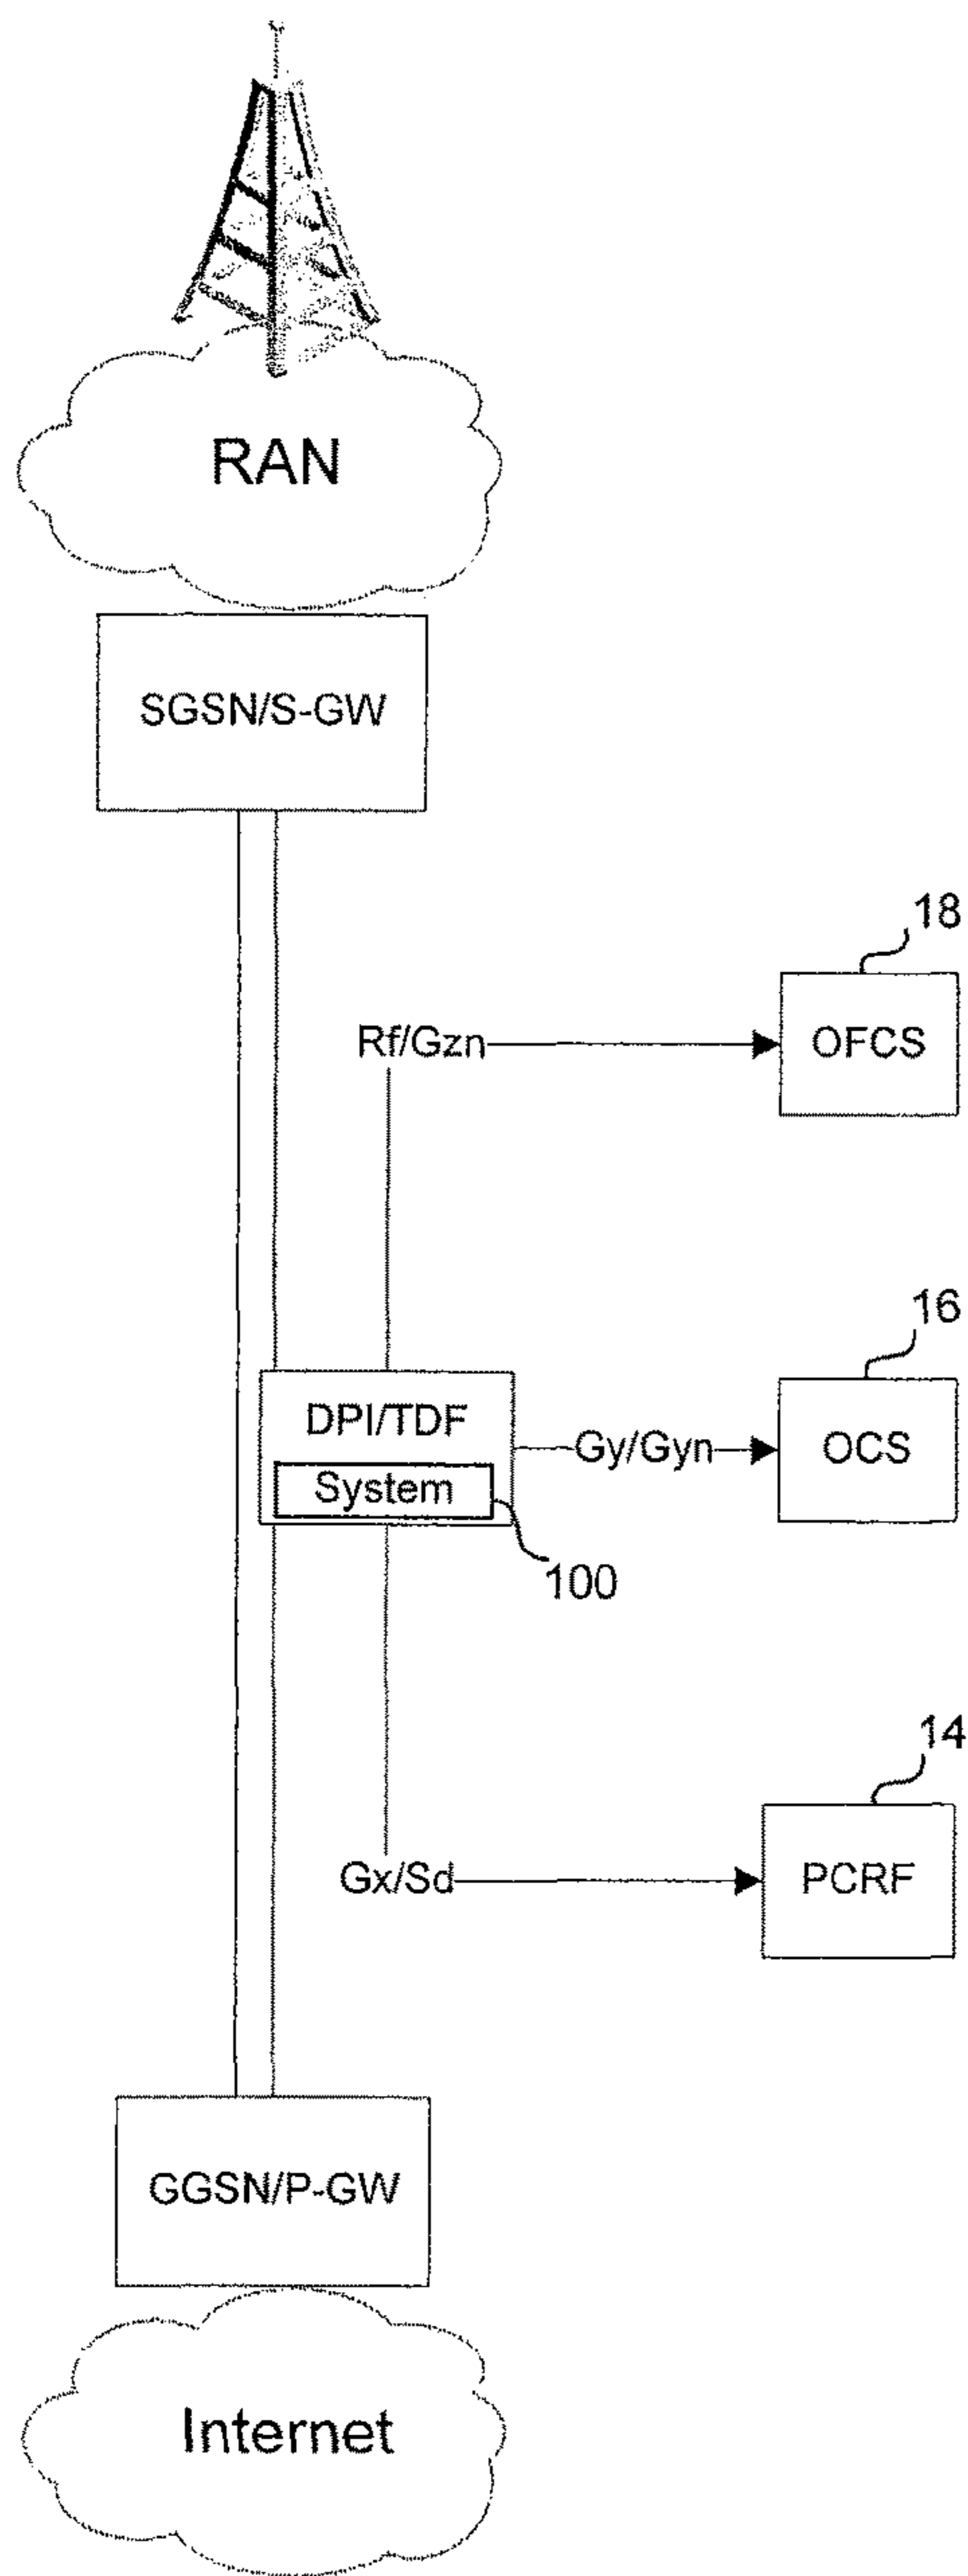 RAN
SGSN/S-GW
18
Rf/Gzn
OFCS
16
DPI/TDF
Gy/Gyn
OCS
System
100
14
Gx/Sd
PCRF
GGSN/P-GW
Internet